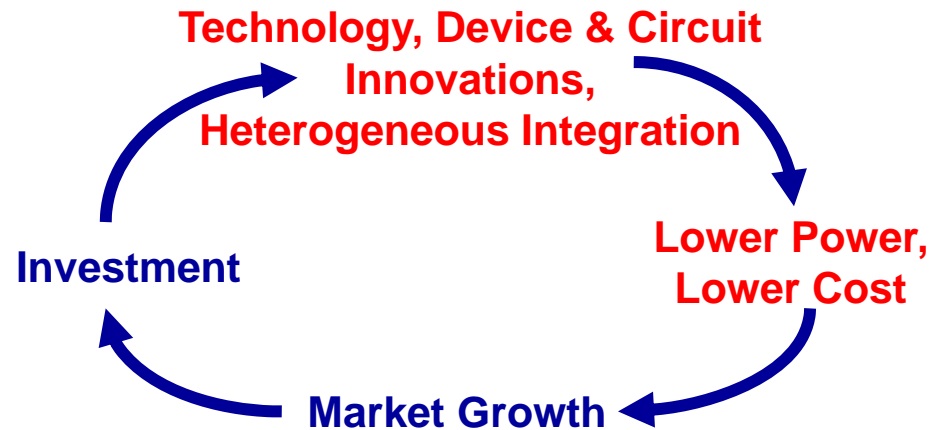 Technology, Device & Circuit
Innovations,
Heterogeneous Integration
Lower Power,
Lower Cost
Investment
Market Growth